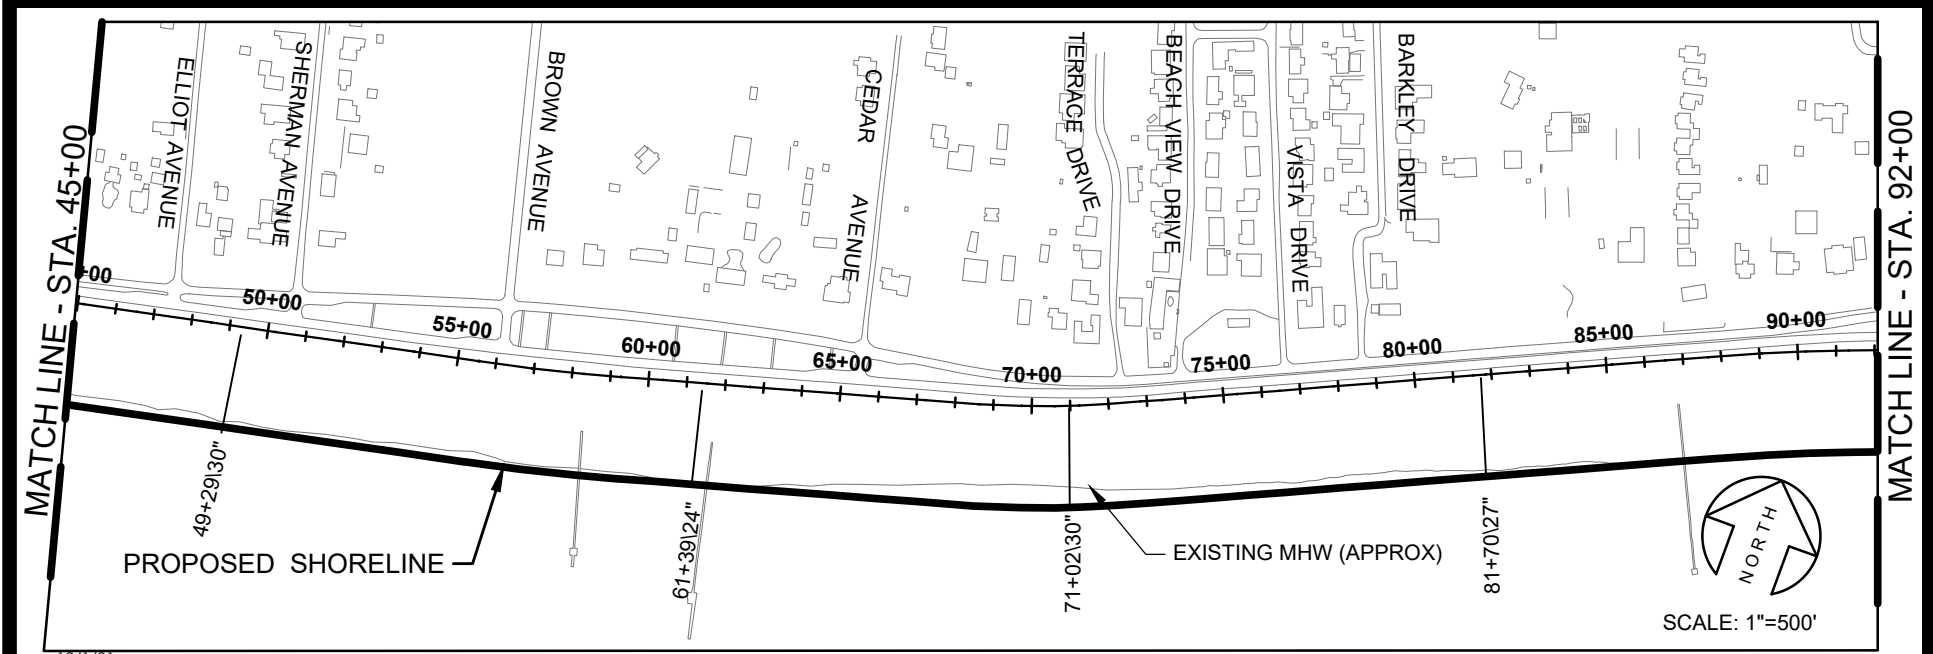 MATCH LINE - STA. 45+00
ELLIOT AVENUE
SHERMAN AVENUE
BROWN AVENUE
CEDAR AVENUE
TERRACE DRIVE
BEACH VIEW DRIVE
VISTA DRIVE
BARKLEY DRIVE
MATCH LINE - STA. 92+00
+00
50+00
55+00
60+00
65+00
70+00
75+00
80+00
85+00
90+00
49+29\30"
61+39\24"
71+02\30"
81+70\27"
PROPOSED SHORELINE
EXISTING MHW (APPROX)
NORTH
SCALE: 1"=500'